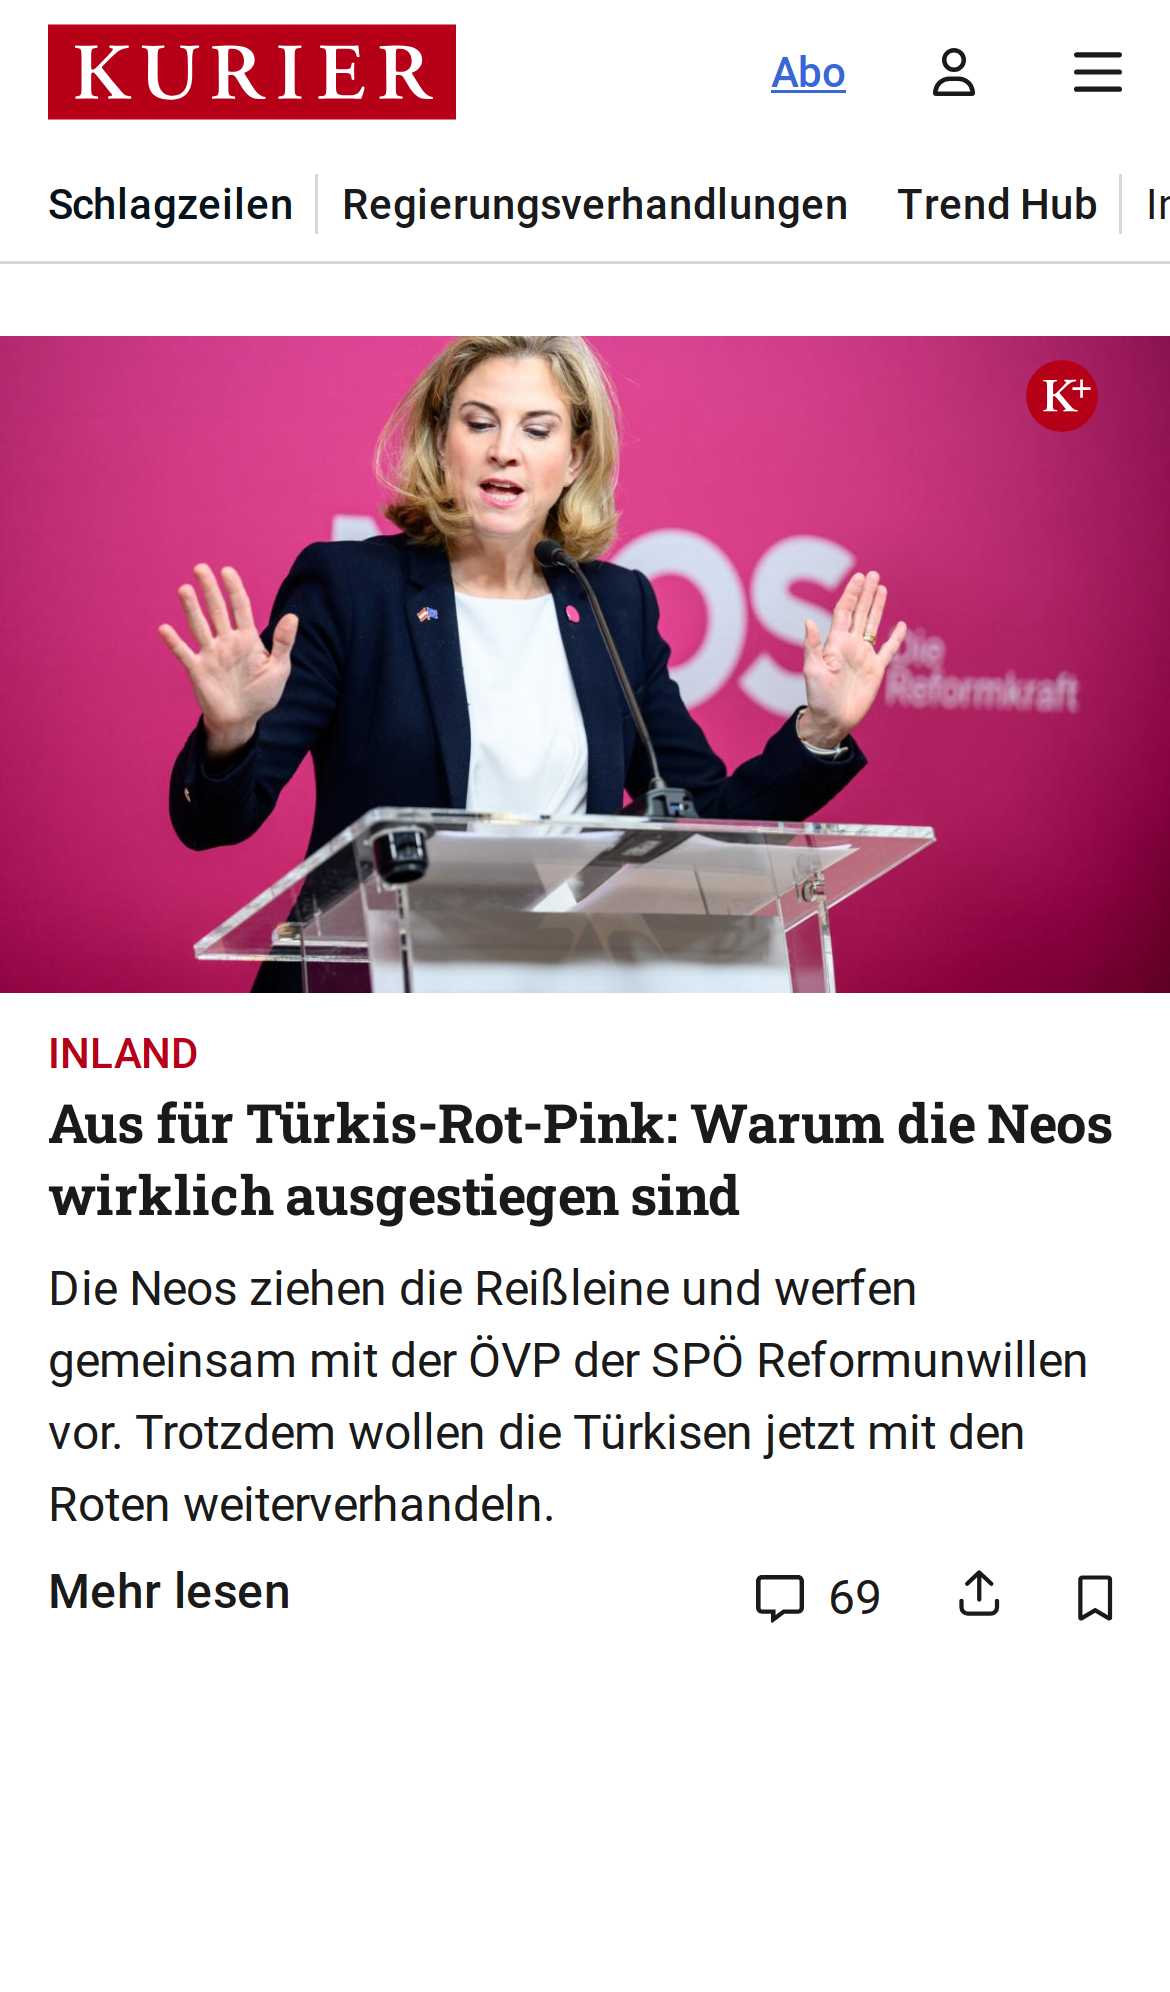 KURIER
Abo
Schlagzeilen
Regierungsverhandlungen
Trend Hub
K+
OS
Die
Reformkraft
INLAND
Aus für Türkis-Rot-Pink: Warum die Neos
wirklich ausgestiegen sind
Die Neos ziehen die Reißleine und werfen
gemeinsam mit der ÖVP der SPÖ Reformunwillen
vor. Trotzdem wollen die Türkisen jetzt mit den
Roten weiterverhandeln.
Mehr lesen
69